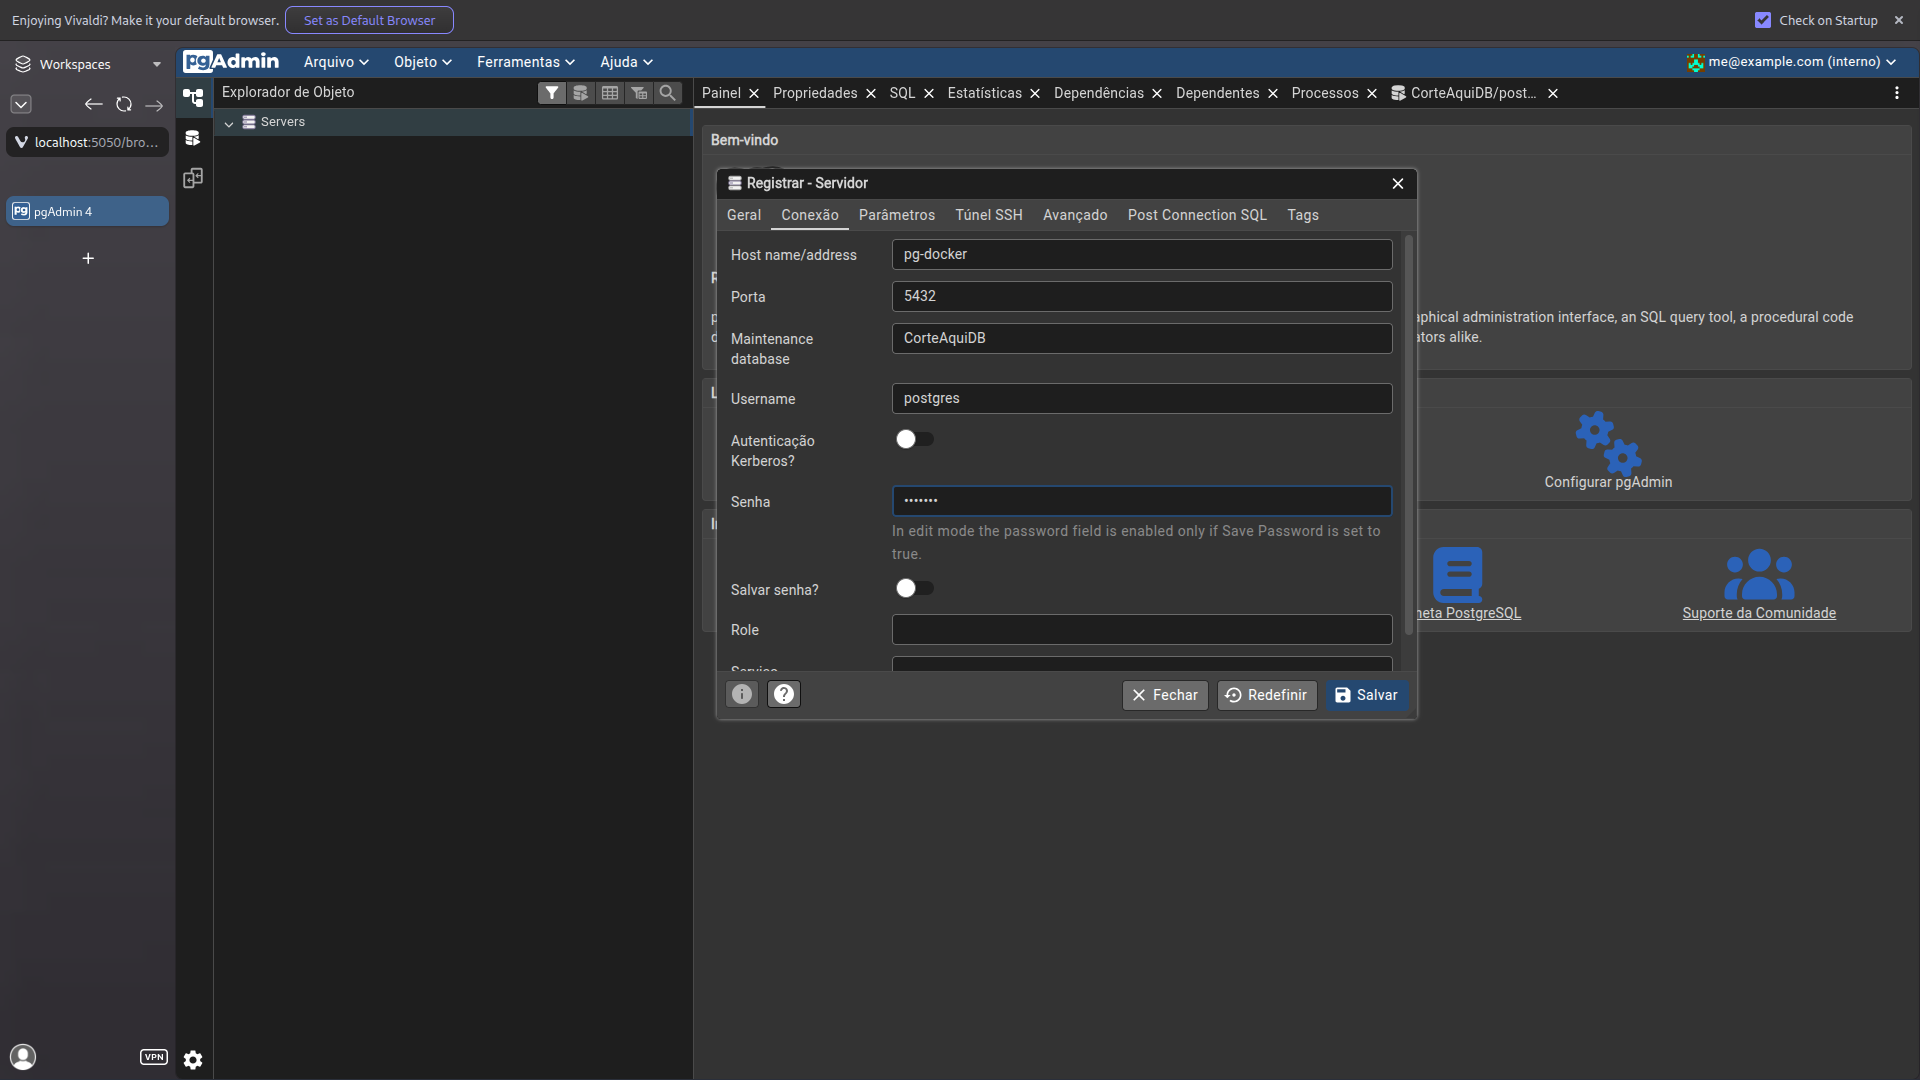 Enjoying Vivaldi? Make it your default browser. Set as Default Browser Check on Startup
Workspaces
pgAdmin Arquivo Objeto Ferramentas Ajuda me@example.com (interno)
Explorador de Objeto
Painel Propriedades SQL Estatísticas Dependências Dependentes Processos CorteAquiDB/post...
Servers
localhost:5050/bro...
pgAdmin 4
Bem-vindo
Registrar - Servidor
Geral Conexão Parâmetros Túnel SSH Avançado Post Connection SQL Tags
Host name/address pg-docker
Porta 5432
Maintenance database CorteAquiDB
Username postgres
Autenticação
Kerberos?
Senha •••••••
In edit mode the password field is enabled only if Save Password is set to
true.
Salvar senha?
Role
Fechar Redefinir Salvar
aphical administration interface, an SQL query tool, a procedural code
ators alike.
Configurar pgAdmin
neta PostgreSQL
Suporte da Comunidade
VPN